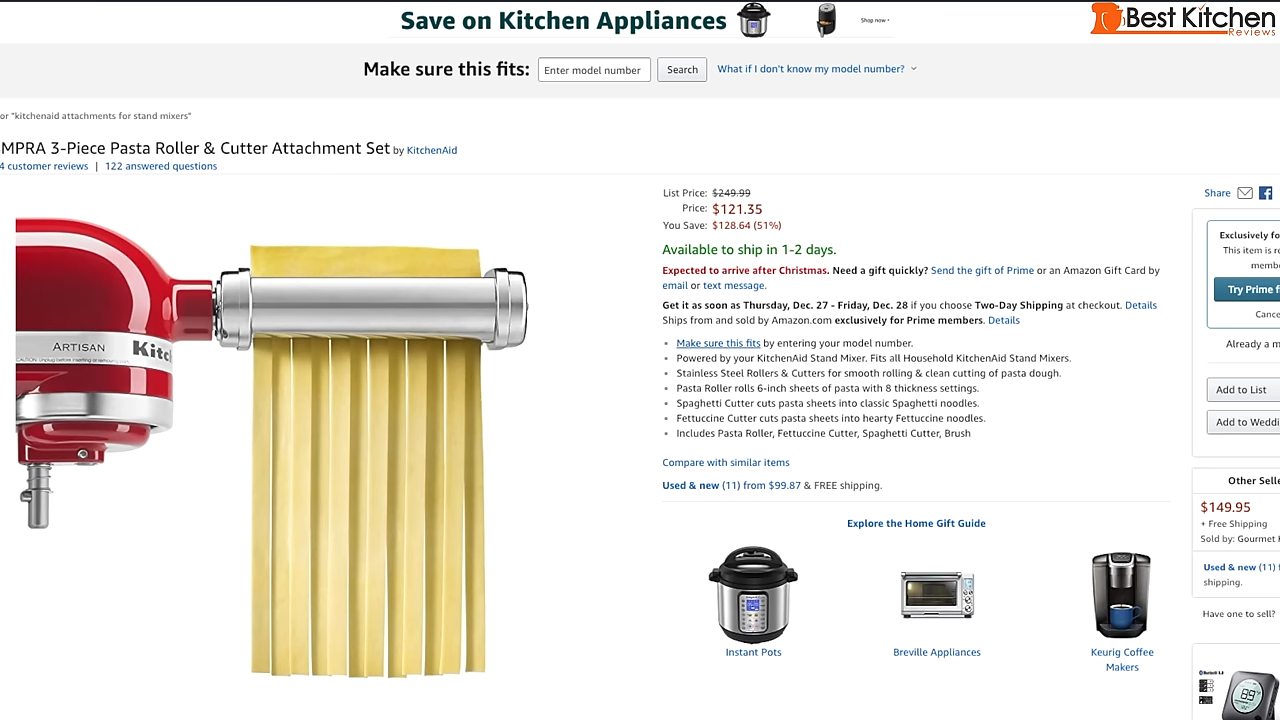 Save on Kitchen Appliances
Shop now
Best Kitchen
Reviews
Make sure this fits:
Enter model number
Search
What if I don't know my model number?
or "kitchenaid attachments for stand mixers"
MPRA 3-Piece Pasta Roller & Cutter Attachment Set by KitchenAid
4 customer reviews | 122 answered questions
List Price: $249.99
Price: $121.35
You Save: $128.64 (51%)
Available to ship in 1-2 days.
Expected to arrive after Christmas. Need a gift quickly? Send the gift of Prime or an Amazon Gift Card by
email or text message.
Get it as soon as Thursday, Dec. 27 - Friday, Dec. 28 if you choose Two-Day Shipping at checkout. Details
Ships from and sold by Amazon.com exclusively for Prime members. Details
Make sure this fits by entering your model number.
Powered by your KitchenAid Stand Mixer. Fits all Household KitchenAid Stand Mixers.
Stainless Steel Rollers & Cutters for smooth rolling & clean cutting of pasta dough.
Pasta Roller rolls 6-inch sheets of pasta with 8 thickness settings.
Spaghetti Cutter cuts pasta sheets into classic Spaghetti noodles.
Fettuccine Cutter cuts pasta sheets into hearty Fettuccine noodles.
Includes Pasta Roller, Fettuccine Cutter, Spaghetti Cutter, Brush
Compare with similar items
Used & new (11) from $99.87 & FREE shipping.
Explore the Home Gift Guide
Instant Pots
Breville Appliances
Keurig Coffee
Makers
ARTISAN
Kitc
Share
Exclusively fo
This item is re
memb
Try Prime f
Cance
Already a m
Add to List
Add to Weddi
Other Selle
$149.95
+ Free Shipping
Sold by: Gourmet
Used & new (11) f
shipping.
Have one to sell?